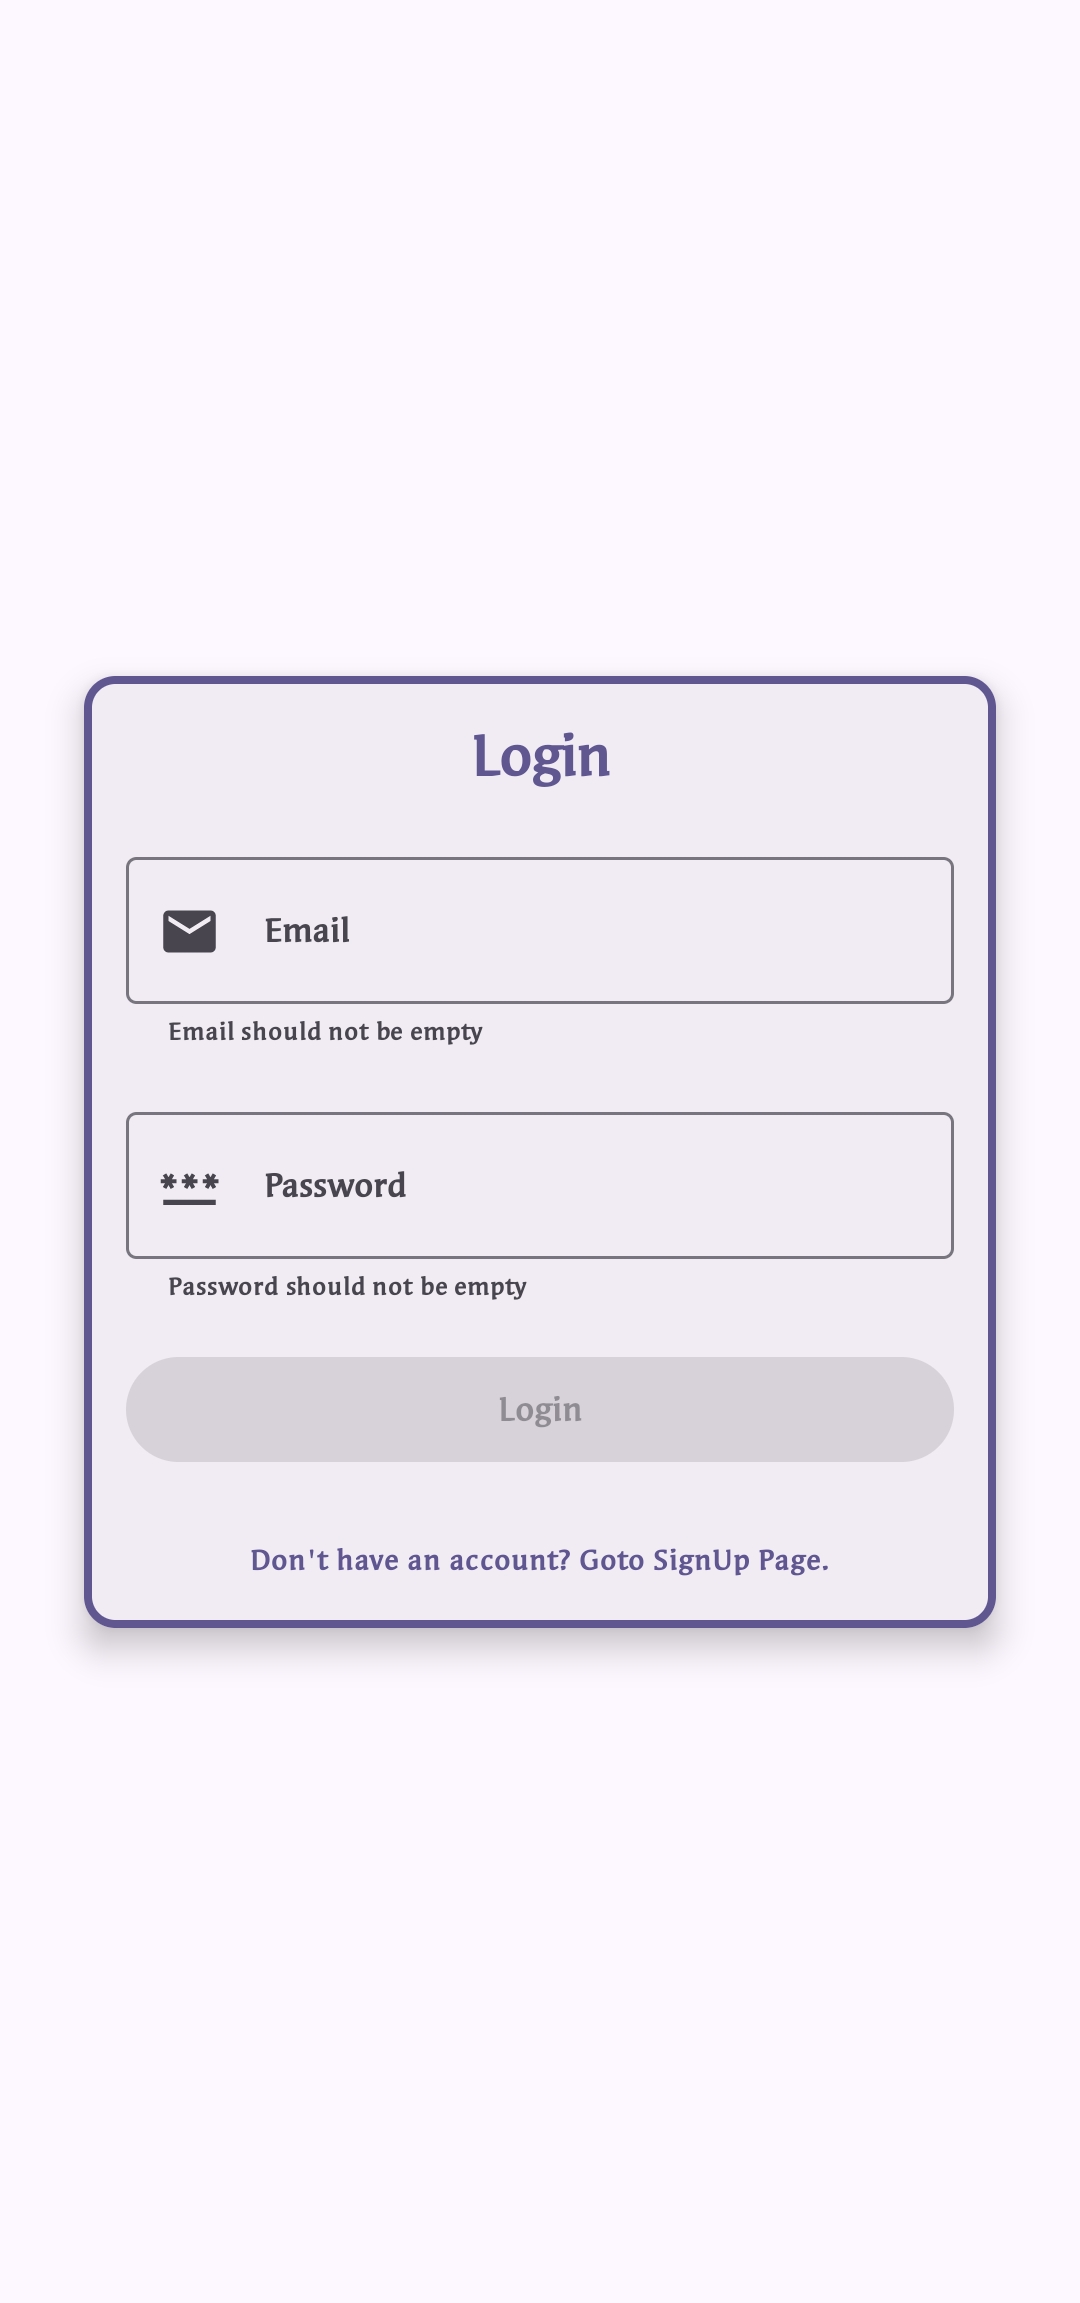 Login
Email
Email should not be empty
Password
Password should not be empty
Login
Don't have an account? Goto SignUp Page.